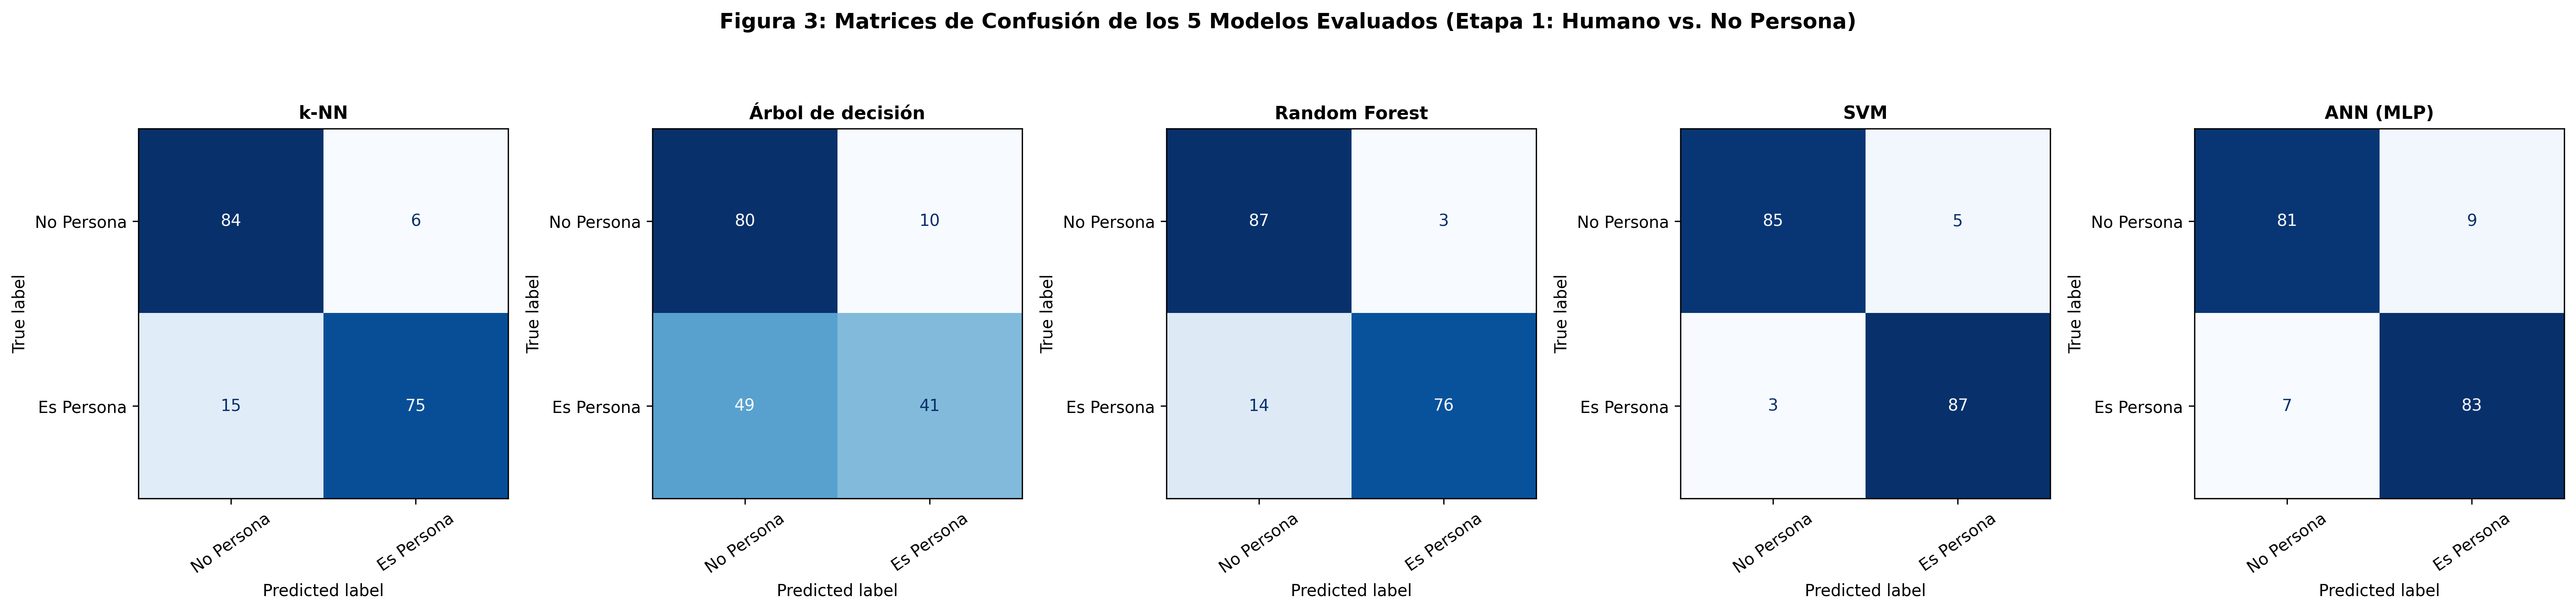 Figura 3: Matrices de Confusión de los 5 Modelos Evaluados (Etapa 1: Humano vs. No Persona)
k-NN
True label
No Persona
84
6
Es Persona
15
75
No Persona
Es Persona
Predicted label
Árbol de decisión
True label
No Persona
80
10
Es Persona
49
41
No Persona
Es Persona
Predicted label
Random Forest
True label
No Persona
87
3
Es Persona
14
76
No Persona
Es Persona
Predicted label
SVM
True label
No Persona
85
5
Es Persona
3
87
No Persona
Es Persona
Predicted label
ANN (MLP)
True label
No Persona
81
9
Es Persona
7
83
No Persona
Es Persona
Predicted label